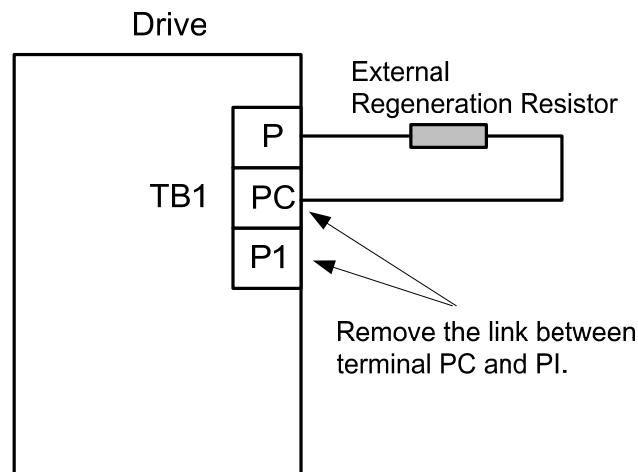 Drive
External
Regeneration Resistor
P
TB1 PC
P1
Remove the link between
terminal PC and PI.